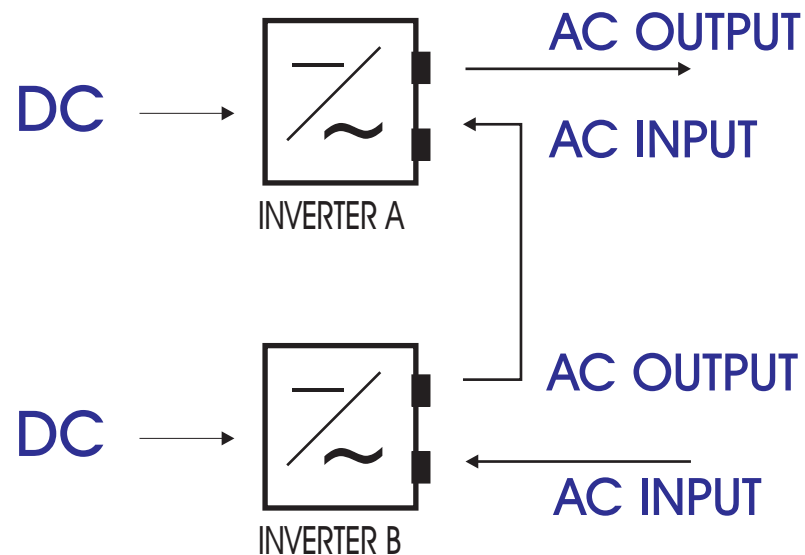 AC OUTPUT
DC
AC INPUT
INVERTER A
AC OUTPUT
DC
AC INPUT
INVERTER B